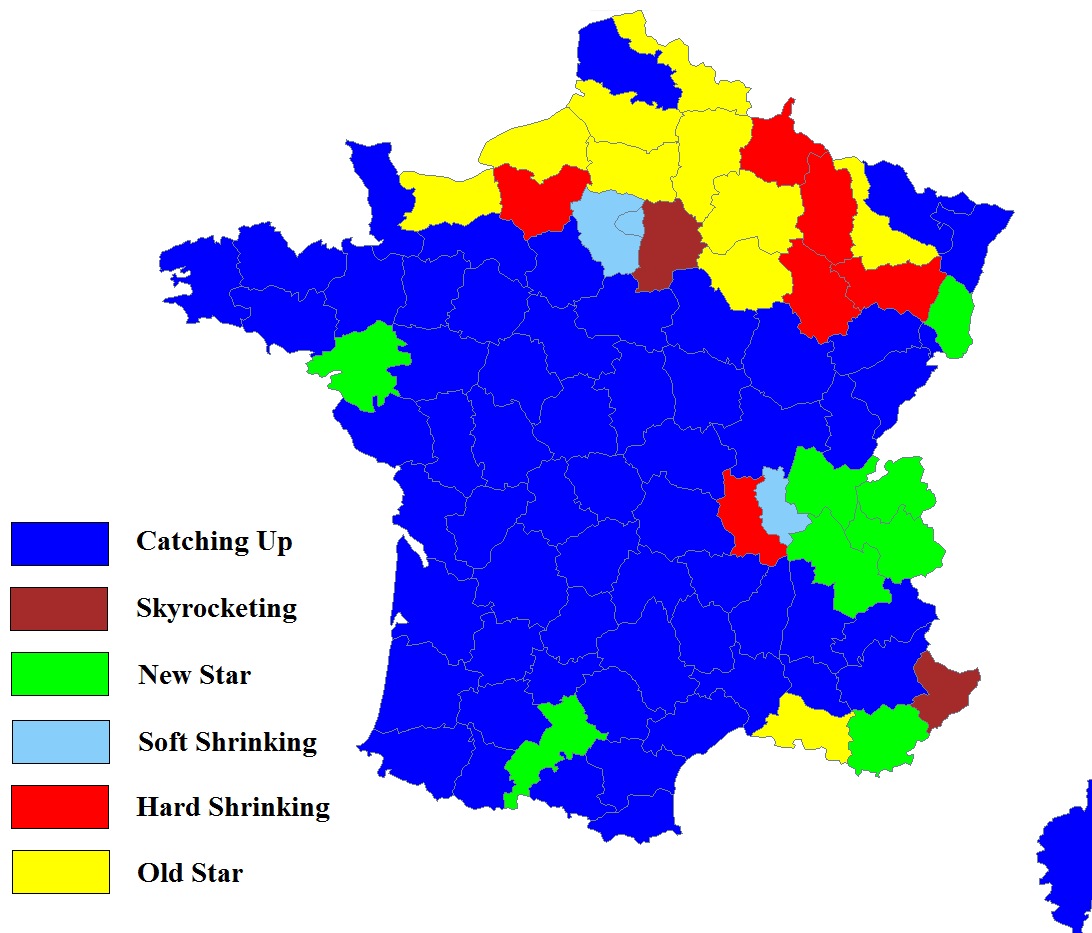 Catching Up
Skyrocketing
New Star
Soft Shrinking
Hard Shrinking
Old Star